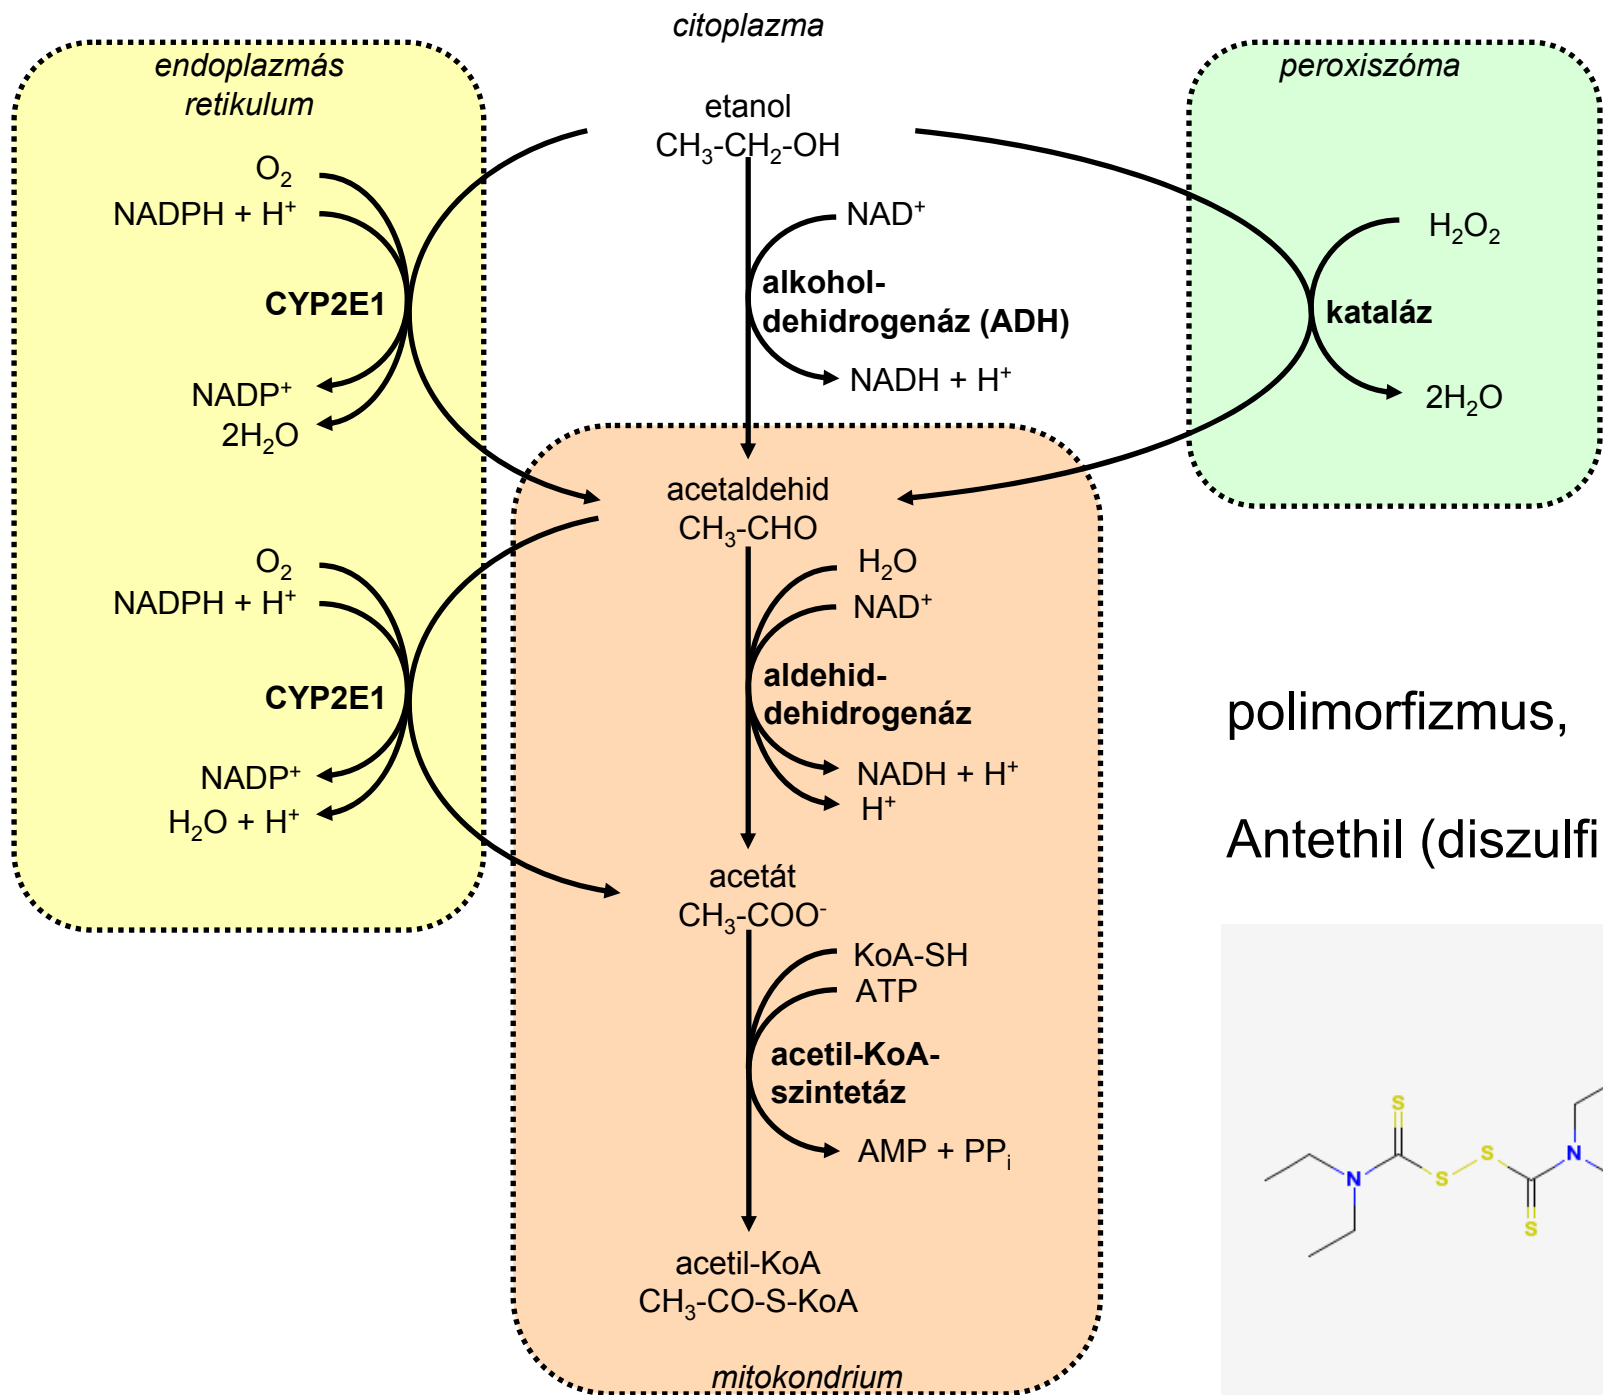 citoplazma
endoplazmás
retikulum
peroxiszóma
etanol
CH₃-CH₂-OH
O₂
NADPH + H⁺
CYP2E1
NADP⁺
2H₂O
NAD⁺
alkohol-
dehidrogenáz (ADH)
NADH + H⁺
H₂O₂
kataláz
2H₂O
acetaldehid
CH₃-CHO
O₂
NADPH + H⁺
CYP2E1
NADP⁺
H₂O + H⁺
H₂O
NAD⁺
aldehid-
dehidrogenáz
NADH + H⁺
H⁺
polimorfizmus,
Antethil (diszulfi
acetát
CH₃-COO⁻
KoA-SH
ATP
acetil-KoA-
szintetáz
AMP + PPᵢ
acetil-KoA
CH₃-CO-S-KoA
mitokondrium
S
N
S
S
S
N